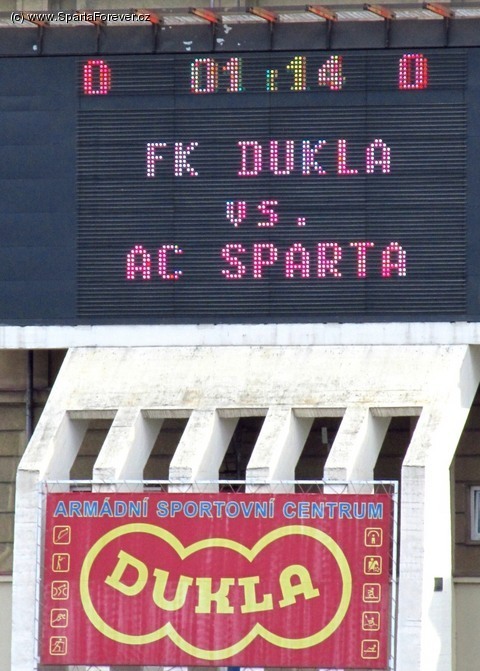 (c) www.SpartaForever.cz
0 01:14 0
FK DUKLA
vs.
AC SPARTA
ARMÁDNÍ SPORTOVNÍ CENTRUM
DUKLA